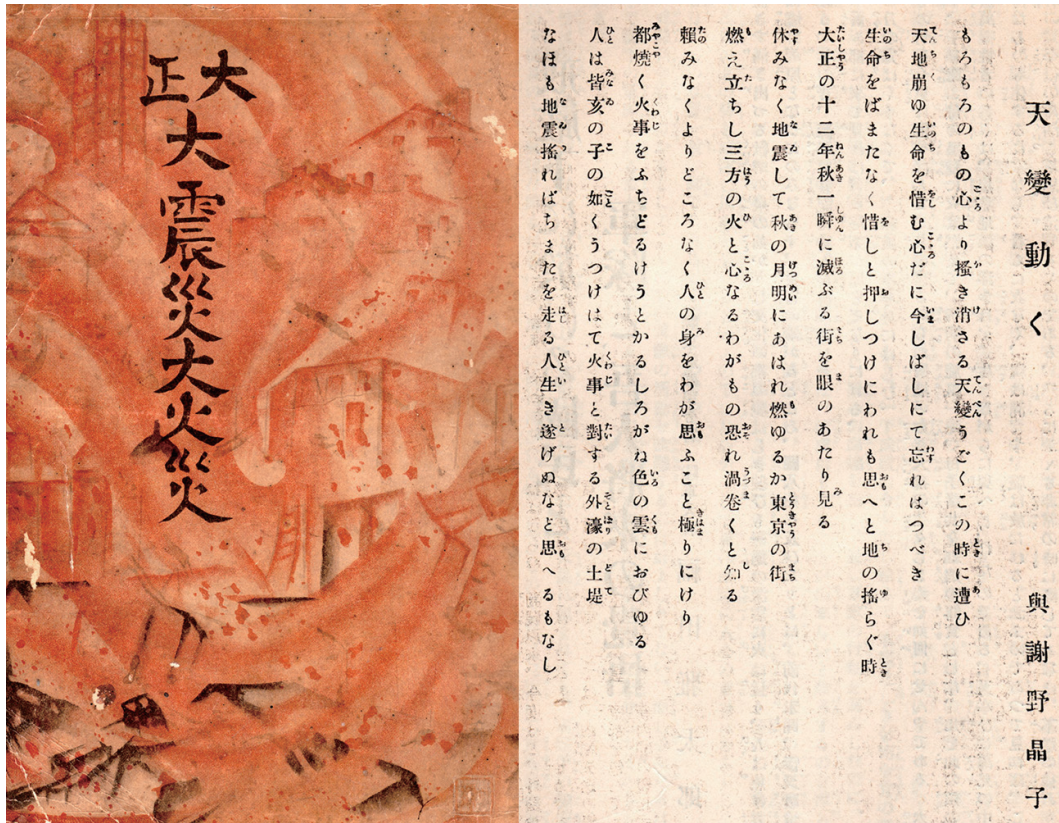 大正
大震災大火災
天變動く 與謝野晶子
もろもろのもの心より搔き消さる天變うごくこの時に遭ひ
天地崩ゆ生命を惜む心だに今しばしにて忘れはつべき
生命をばまたなく惜しと押しつけにわれも思へと地の搖らぐ時
大正の十二年秋一瞬に滅ぶる街を眼のあたり見る
休みなく地震して秋の月明にあはれ燃ゆるか東京の街
燃え立ちし三方の火と心なるわがもの恐れ渦卷くと知る
賴みなくよりどころなく人の身をわが思ふこと極りにけり
都燒く火事をふちどるけうとかるしろがね色の雲におびゆる
人は皆亥の子の如くうつけはて火事と對する外濠の土堤
なほも地震搖ればちまたを走る人生き遂げぬなど思へるもなし